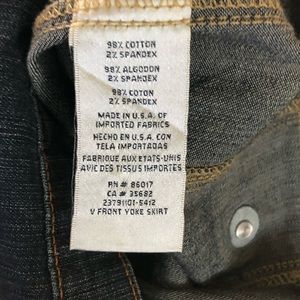 98% COTTON
2% SPANDEX
98% ALGODON
2% SPANDEX
98% COTON
2% SPANDEX
MADE IN U.S.A. OF
IMPORTED FABRICS
HECHO EN U.S.A. CON
TELA IMPORTADAS
FABRIQUE AUX ETATS-UNIS
AVIC DES TISSUS IMPORTES
RN # 86017
CA # 35682
23791101-5412
V FRONT YOKE SKIRT